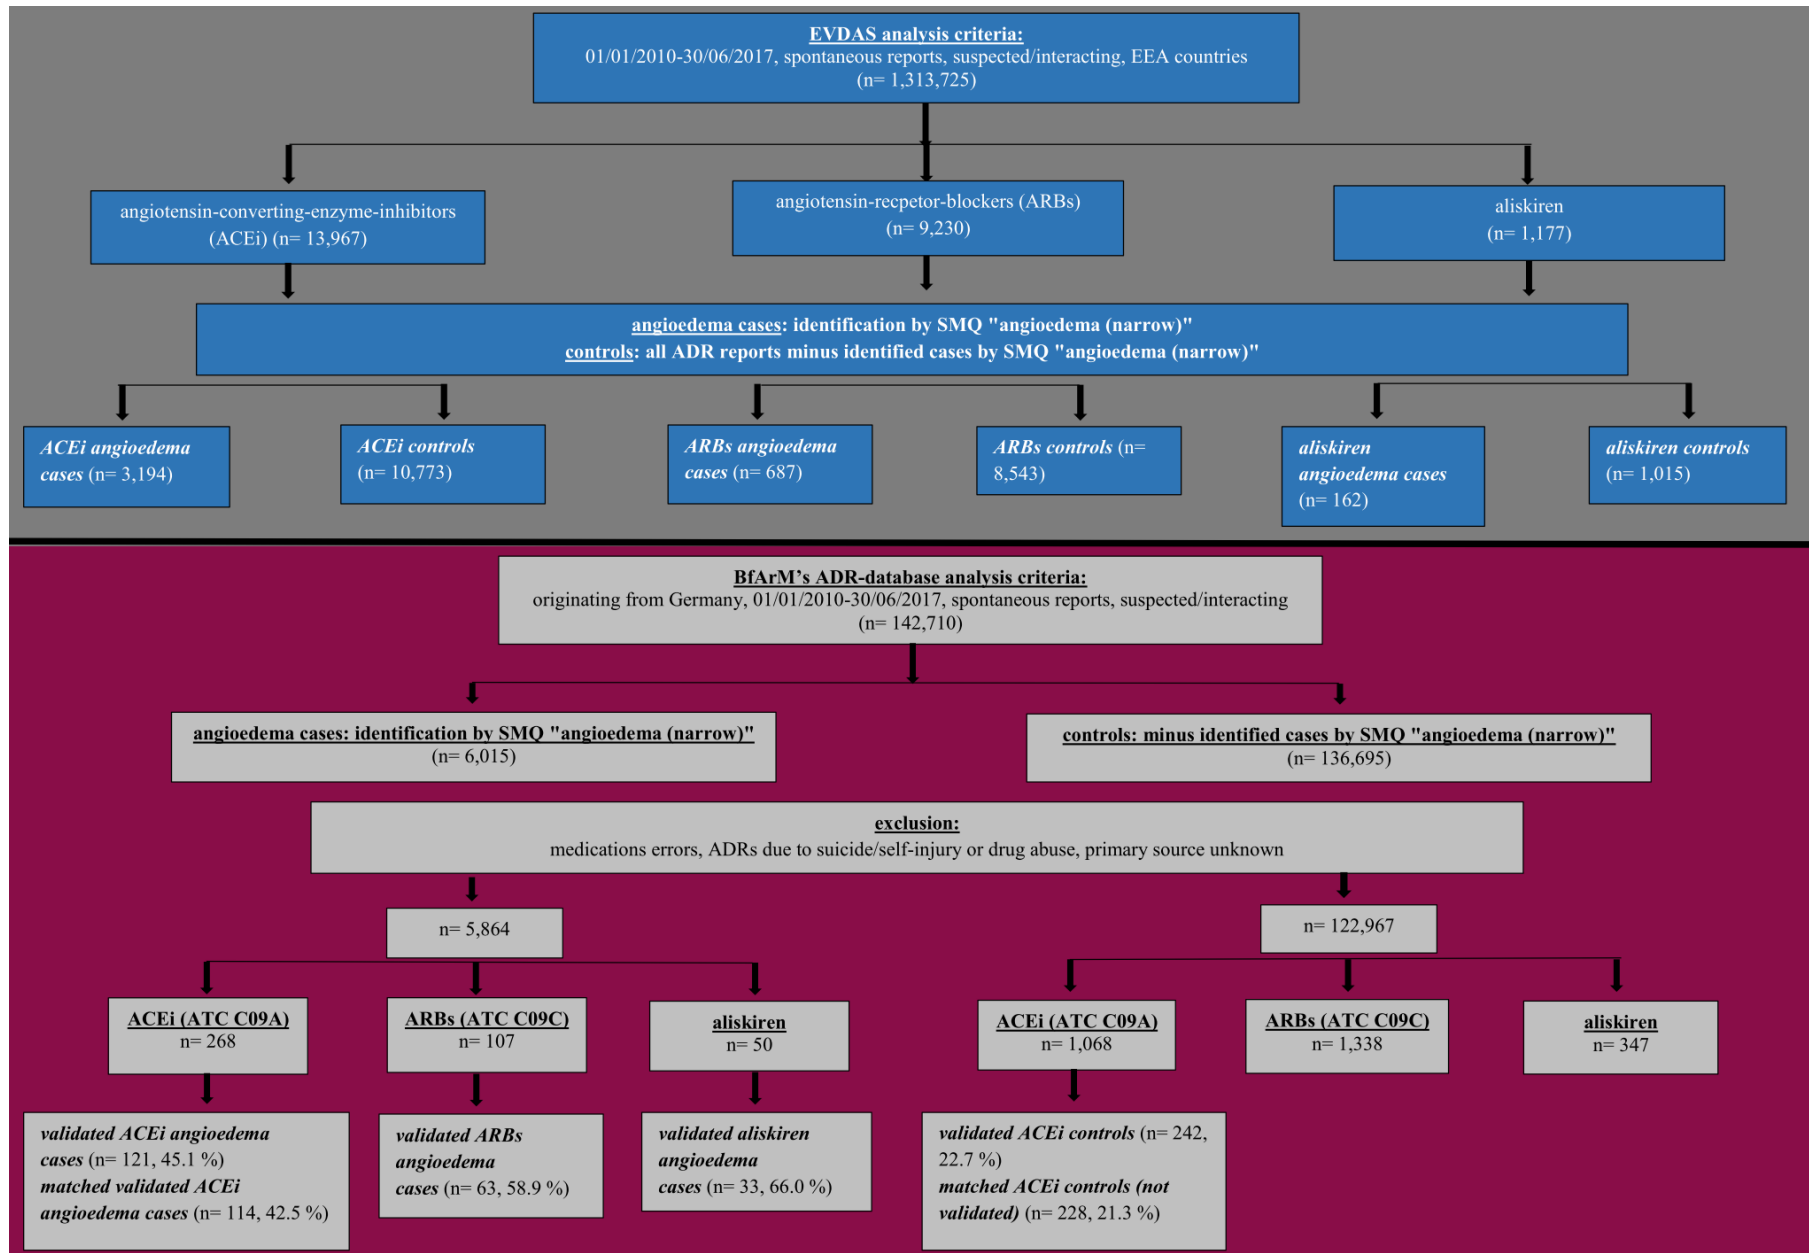 EVDAS analysis criteria:
01/01/2010-30/06/2017, spontaneous reports, suspected/interacting, EEA countries
(n= 1,313,725)
angiotensin-converting-enzyme-inhibitors
(ACEi) (n= 13,967)
angiotensin-recpetor-blockers (ARBs)
(n= 9,230)
aliskiren
(n= 1,177)
angioedema cases: identification by SMQ "angioedema (narrow)"
controls: all ADR reports minus identified cases by SMQ "angioedema (narrow)"
ACEi angioedema
cases (n= 3,194)
ACEi controls
(n= 10,773)
ARBs angioedema
cases (n= 687)
ARBs controls (n=
8,543)
aliskiren
angioedema cases
(n= 162)
aliskiren controls
(n= 1,015)
BfArM’s ADR-database analysis criteria:
originating from Germany, 01/01/2010-30/06/2017, spontaneous reports, suspected/interacting
(n= 142,710)
angioedema cases: identification by SMQ "angioedema (narrow)"
(n= 6,015)
controls: minus identified cases by SMQ "angioedema (narrow)"
(n= 136,695)
exclusion:
medications errors, ADRs due to suicide/self-injury or drug abuse, primary source unknown
n= 5,864
n= 122,967
ACEi (ATC C09A)
n= 268
ARBs (ATC C09C)
n= 107
aliskiren
n= 50
ACEi (ATC C09A)
n= 1,068
ARBs (ATC C09C)
n= 1,338
aliskiren
n= 347
validated ACEi angioedema
cases (n= 121, 45.1 %)
matched validated ACEi
angioedema cases (n= 114, 42.5 %)
validated ARBs
angioedema
cases (n= 63, 58.9 %)
validated aliskiren
angioedema
cases (n= 33, 66.0 %)
validated ACEi controls (n= 242,
22.7 %)
matched ACEi controls (not
validated) (n= 228, 21.3 %)